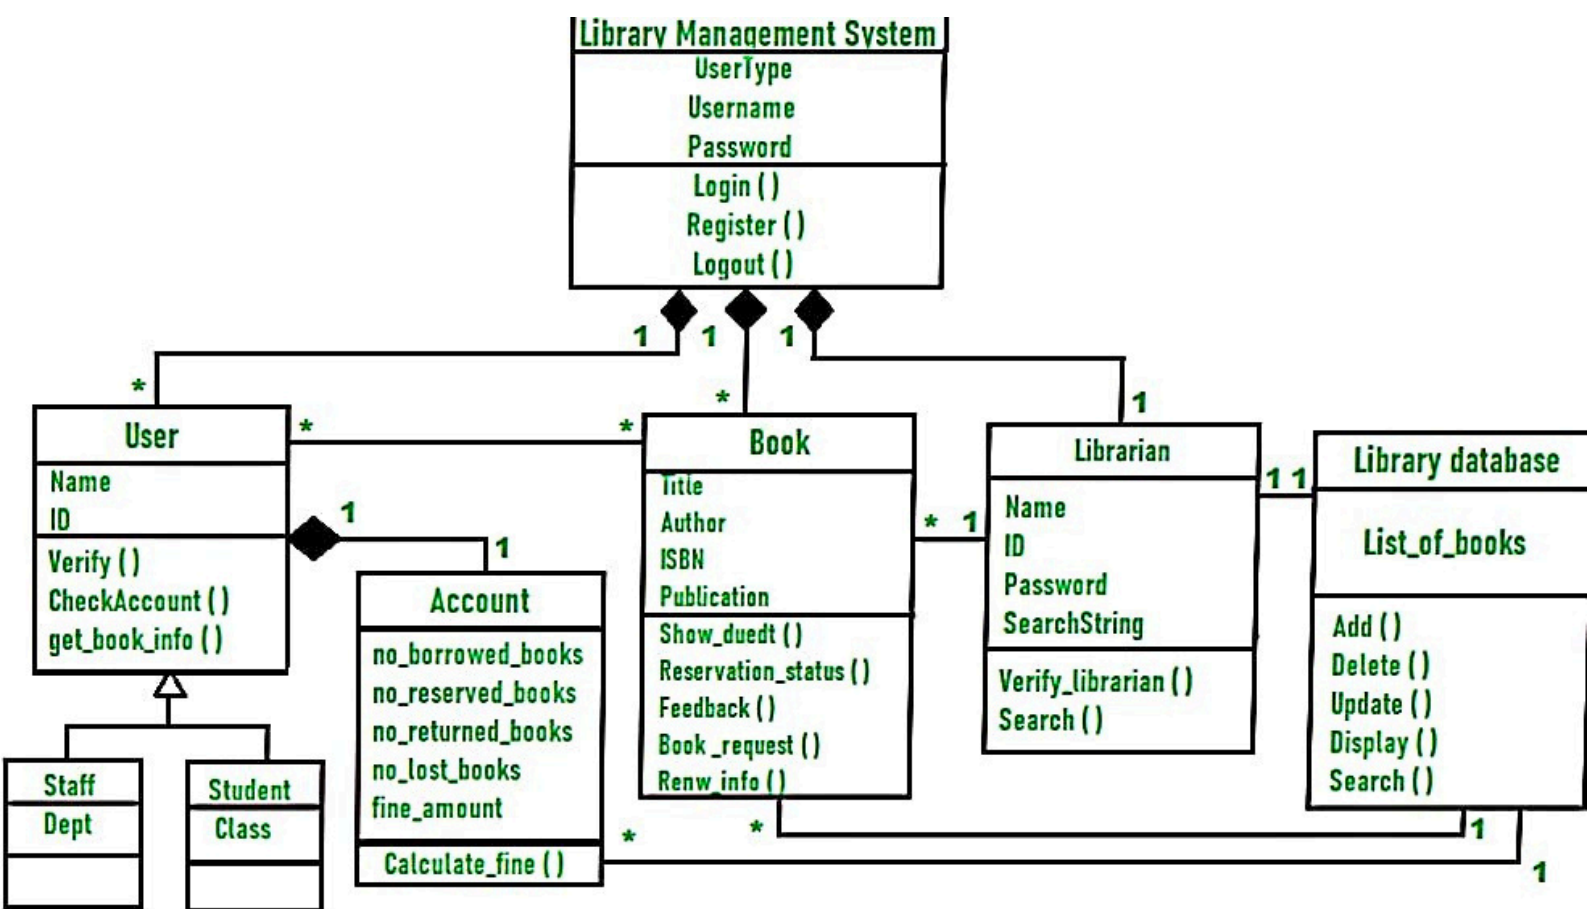 Library Management System
UserType
Username
Password
Login ( )
Register ( )
Logout ( )
1
1
1
*
*
1
User
Name
ID
Verify ( )
CheckAccount ( )
get_book_info ( )
*
*
1
1
Staff
Dept
Student
Class
Account
no_borrowed_books
no_reserved_books
no_returned_books
no_lost_books
fine_amount
Calculate_fine ( )
Book
Title
Author
ISBN
Publication
Show_duedt ( )
Reservation_status ( )
Feedback ( )
Book _request ( )
Renw_info ( )
* 1
Librarian
Name
ID
Password
SearchString
Verify_librarian ( )
Search ( )
1 1
Library database
List_of_books
Add ( )
Delete ( )
Update ( )
Display ( )
Search ( )
*
1
*
1